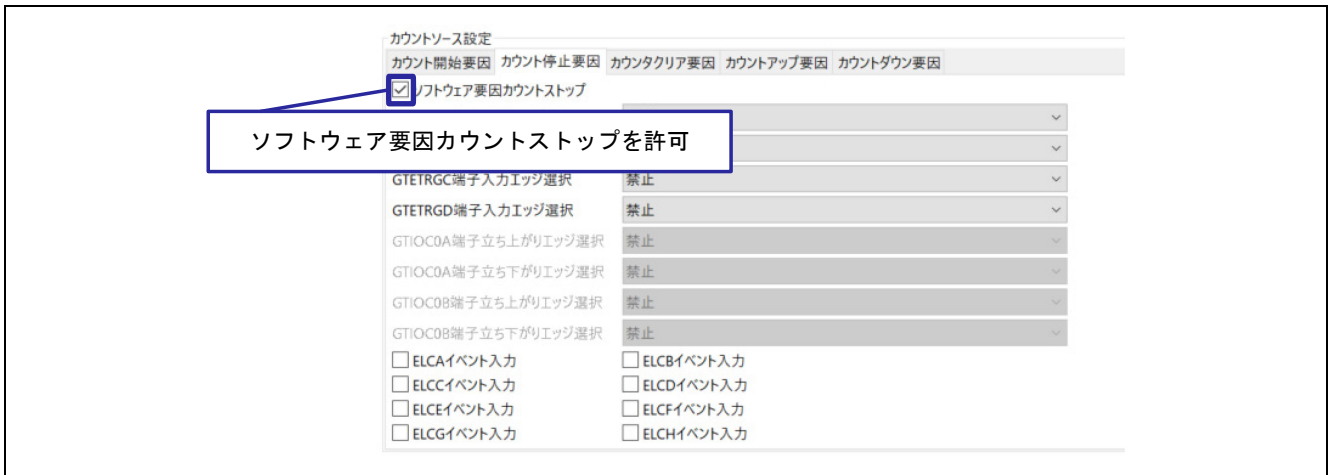 カウントソース設定
カウント開始要因 カウント停止要因 カウンタクリア要因 カウントアップ要因 カウントダウン要因
ソフトウェア要因カウントストップ
ソフトウェア要因カウントストップを許可
GTETRGC端子入力エッジ選択 禁止
GTETRGD端子入力エッジ選択 禁止
GTIOC0A端子立ち上がりエッジ選択 禁止
GTIOC0A端子立ち下がりエッジ選択 禁止
GTIOC0B端子立ち上がりエッジ選択 禁止
GTIOC0B端子立ち下がりエッジ選択 禁止
ELCAイベント入力 ELCBイベント入力
ELCCイベント入力 ELCDイベント入力
ELCEイベント入力 ELCFイベント入力
ELCGイベント入力 ELCHイベント入力